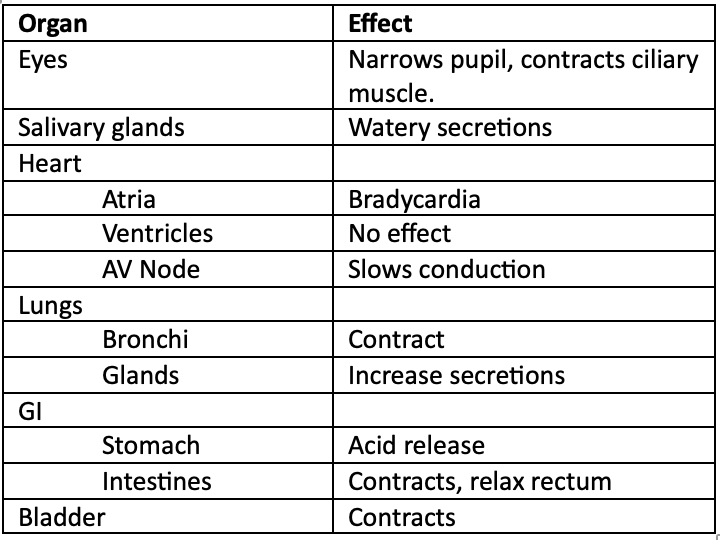 Organ Effect
Eyes Narrows pupil, contracts ciliary
muscle.
Salivary glands Watery secretions
Heart
Atria Bradycardia
Ventricles No effect
AV Node Slows conduction
Lungs
Bronchi Contract
Glands Increase secretions
GI
Stomach Acid release
Intestines Contracts, relax rectum
Bladder Contracts